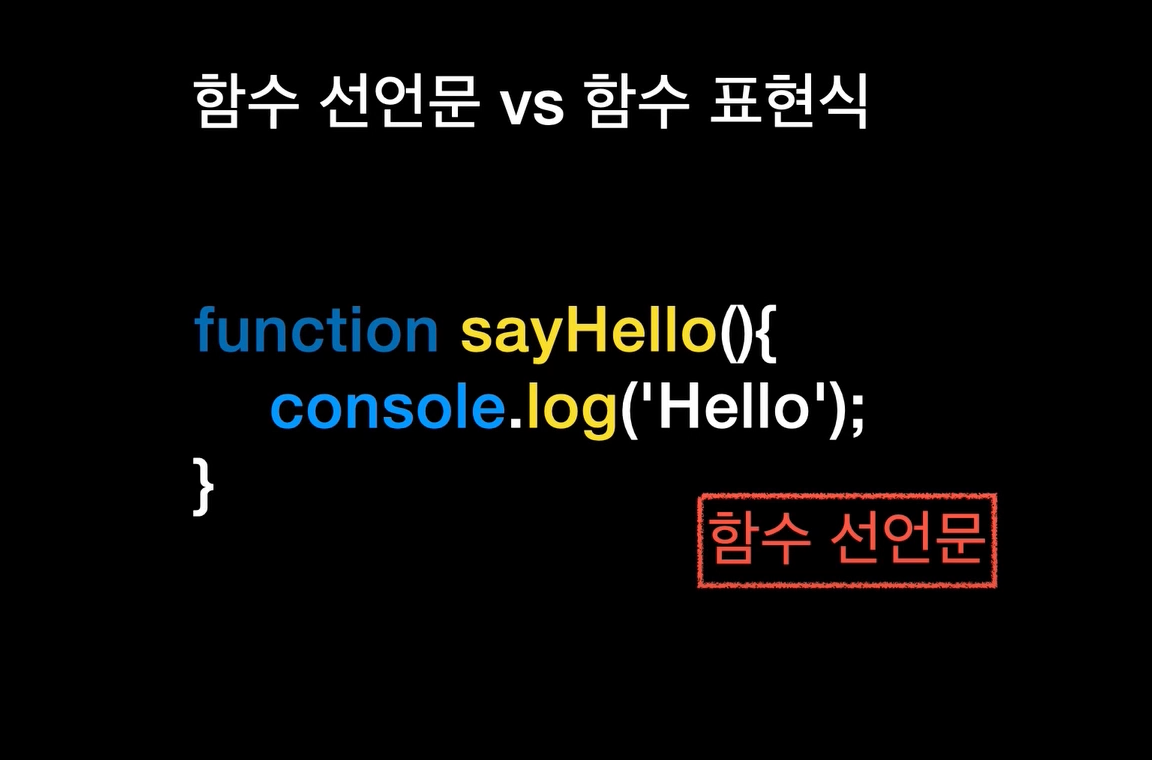 함수 선언문 vs 함수 표현식
function sayHello(){
console.log('Hello');
}
함수 선언문